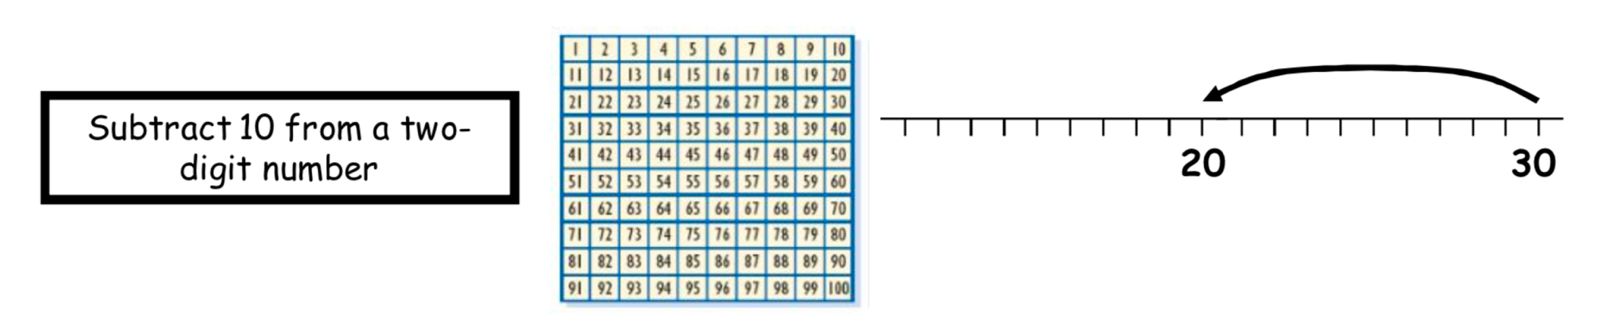 Subtract 10 from a two-
digit number
1 2 3 4 5 6 7 8 9 10
11 12 13 14 15 16 17 18 19 20
21 22 23 24 25 26 27 28 29 30
31 32 33 34 35 36 37 38 39 40
41 42 43 44 45 46 47 48 49 50
51 52 53 54 55 56 57 58 59 60
61 62 63 64 65 66 67 68 69 70
71 72 73 74 75 76 77 78 79 80
81 82 83 84 85 86 87 88 89 90
91 92 93 94 95 96 97 98 99 100
20 30